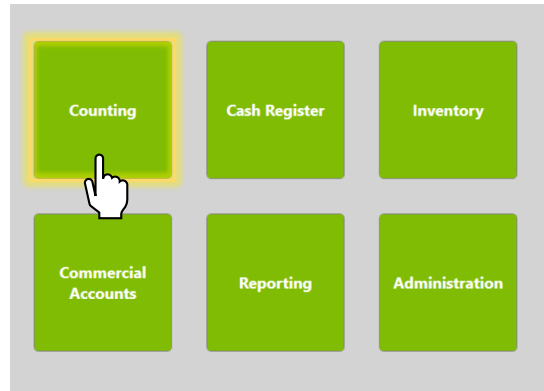 Counting
Cash Register
Inventory
Commercial
Accounts
Reporting
Administration